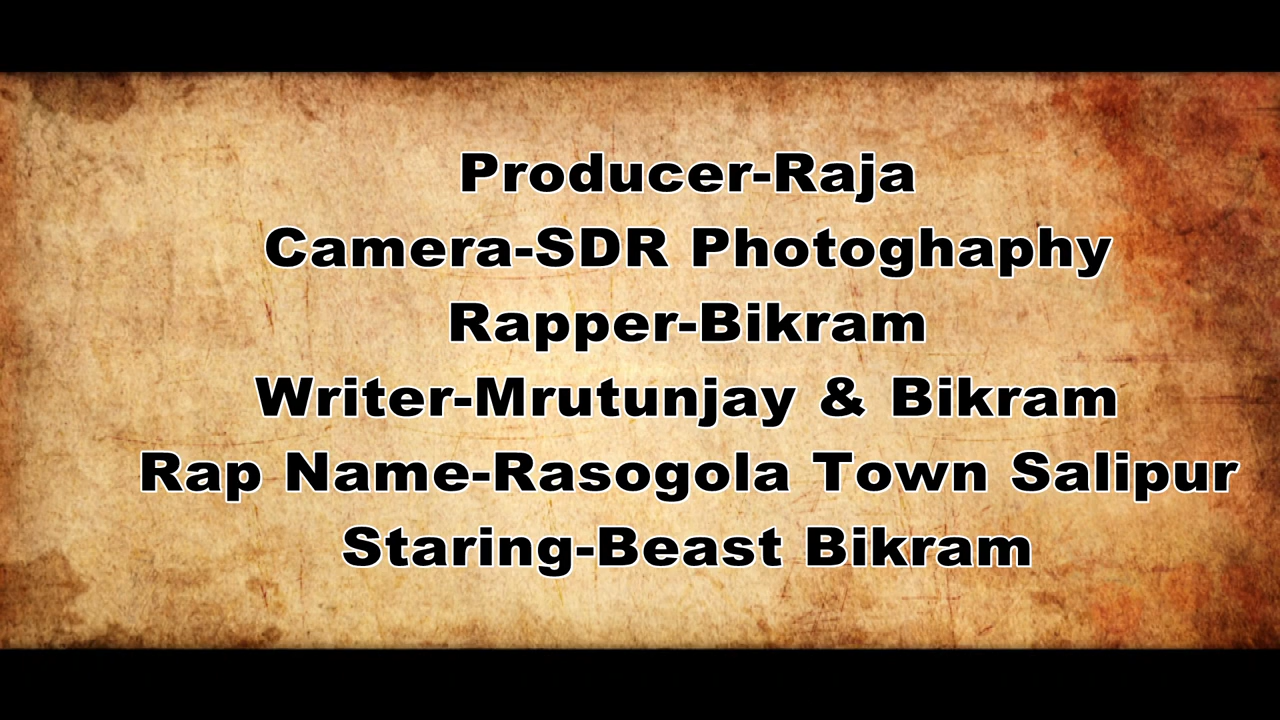 Producer-Raja
Camera-SDR Photoghaphy
Rapper-Bikram
Writer-Mrutunjay & Bikram
Rap Name-Rasogola Town Salipur
Staring-Beast Bikram